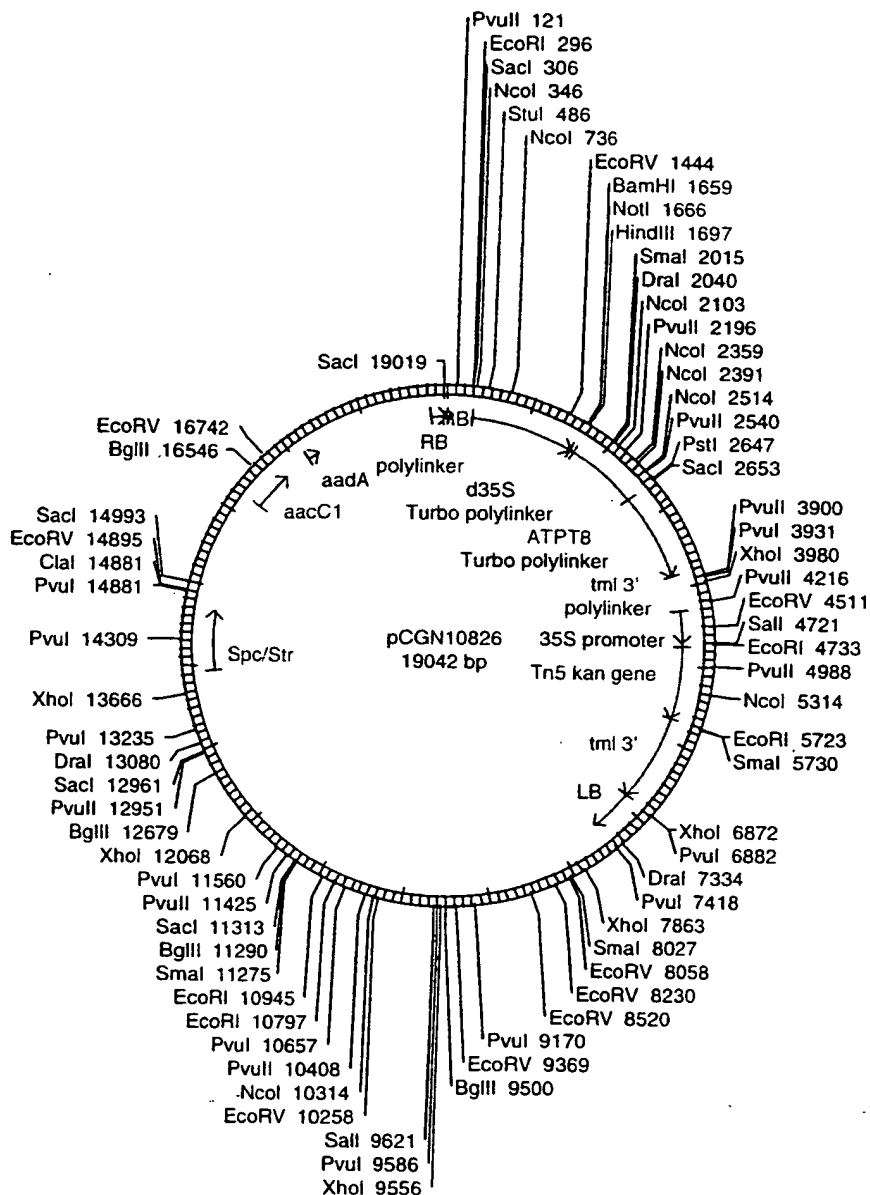 PvuII 121
EcoRI 296
SacI 306
NcoI 346
StuI 486
NcoI 736
EcoRV 1444
BamHI 1659
NotI 1666
HindIII 1697
SmaI 2015
DraI 2040
NcoI 2103
PvuII 2196
NcoI 2359
NcoI 2391
NcoI 2514
PvuII 2540
PstI 2647
SacI 2653
PvuII 3900
PvuI 3931
XhoI 3980
PvuII 4216
EcoRV 4511
SalI 4721
EcoRI 4733
PvuII 4988
NcoI 5314
EcoRI 5723
SmaI 5730
XhoI 6872
PvuI 6882
DraI 7334
PvuI 7418
XhoI 7863
SmaI 8027
EcoRV 8058
EcoRV 8230
EcoRV 8520
PvuI 9170
EcoRV 9369
BglII 9500
XhoI 9556
PvuI 9586
SalI 9621
EcoRV 10258
NcoI 10314
PvuII 10408
PvuI 10657
EcoRI 10797
EcoRI 10945
SmaI 11275
BglII 11290
SacI 11313
PvuII 11425
PvuI 11560
XhoI 12068
BglII 12679
PvuII 12951
SacI 12961
DraI 13080
PvuI 13235
XhoI 13666
PvuI 14309
PvuI 14881
ClaI 14881
EcoRV 14895
SacI 14993
BglII 16546
EcoRV 16742
SacI 19019
RB
RB
polylinker
d35S
Turbo polylinker
ATPT8
Turbo polylinker
tml 3'
polylinker
35S promoter
Tn5 kan gene
tml 3'
LB
Spc/Str
aacC1
aadA
pCGN10826
19042 bp